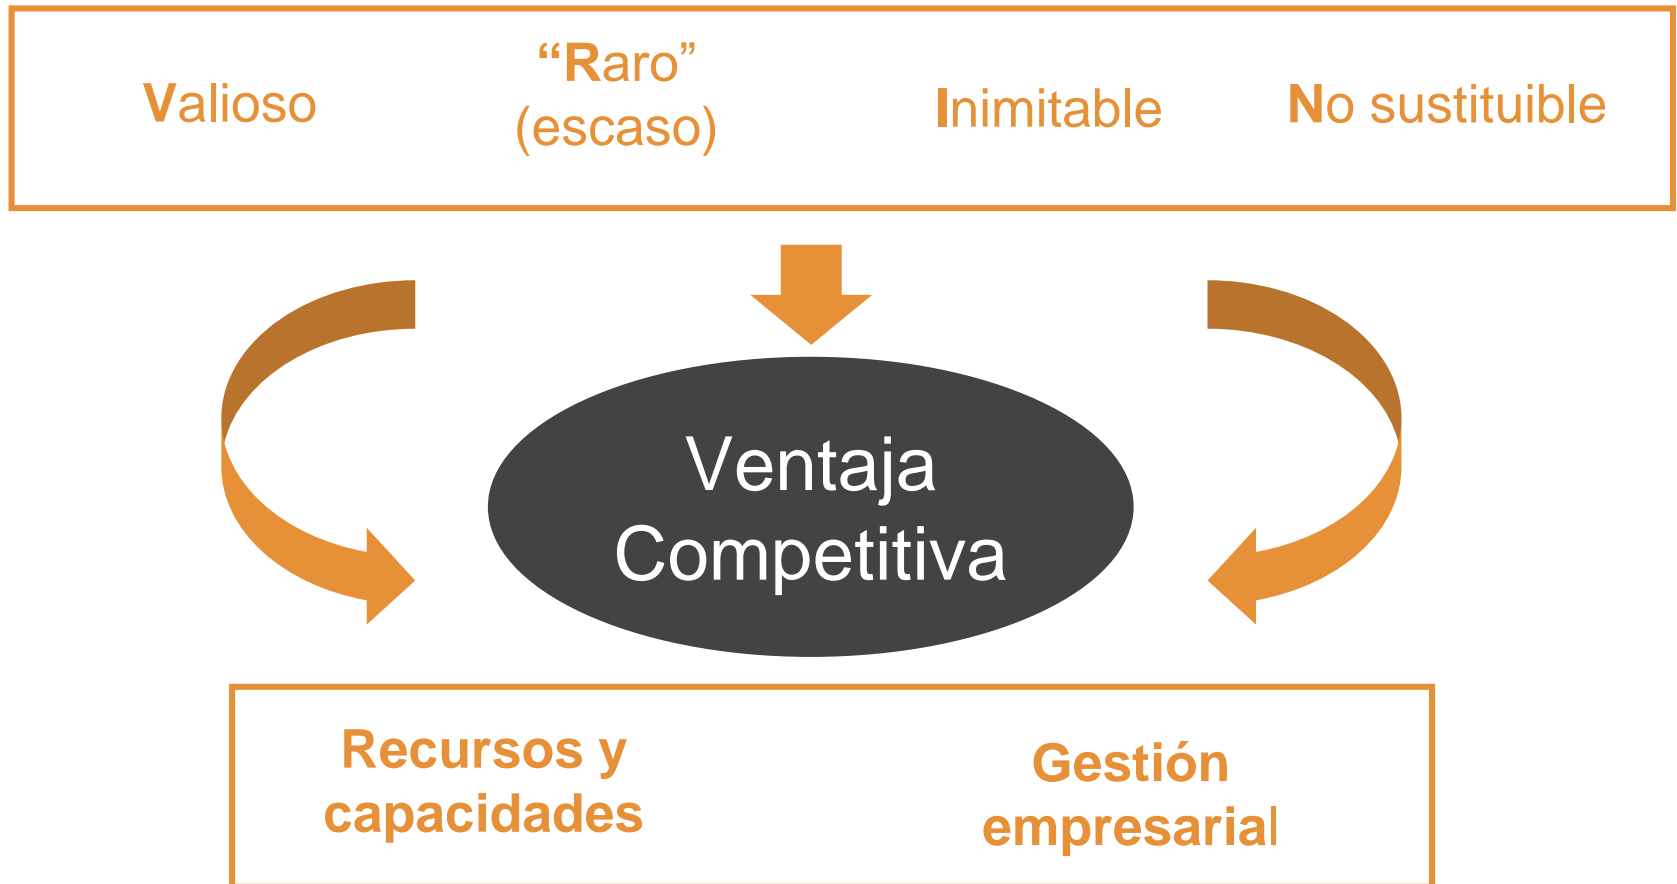 Valioso
“Raro”
(escaso)
Inimitable
No sustituible
Ventaja
Competitiva
Recursos y
capacidades
Gestión
empresarial